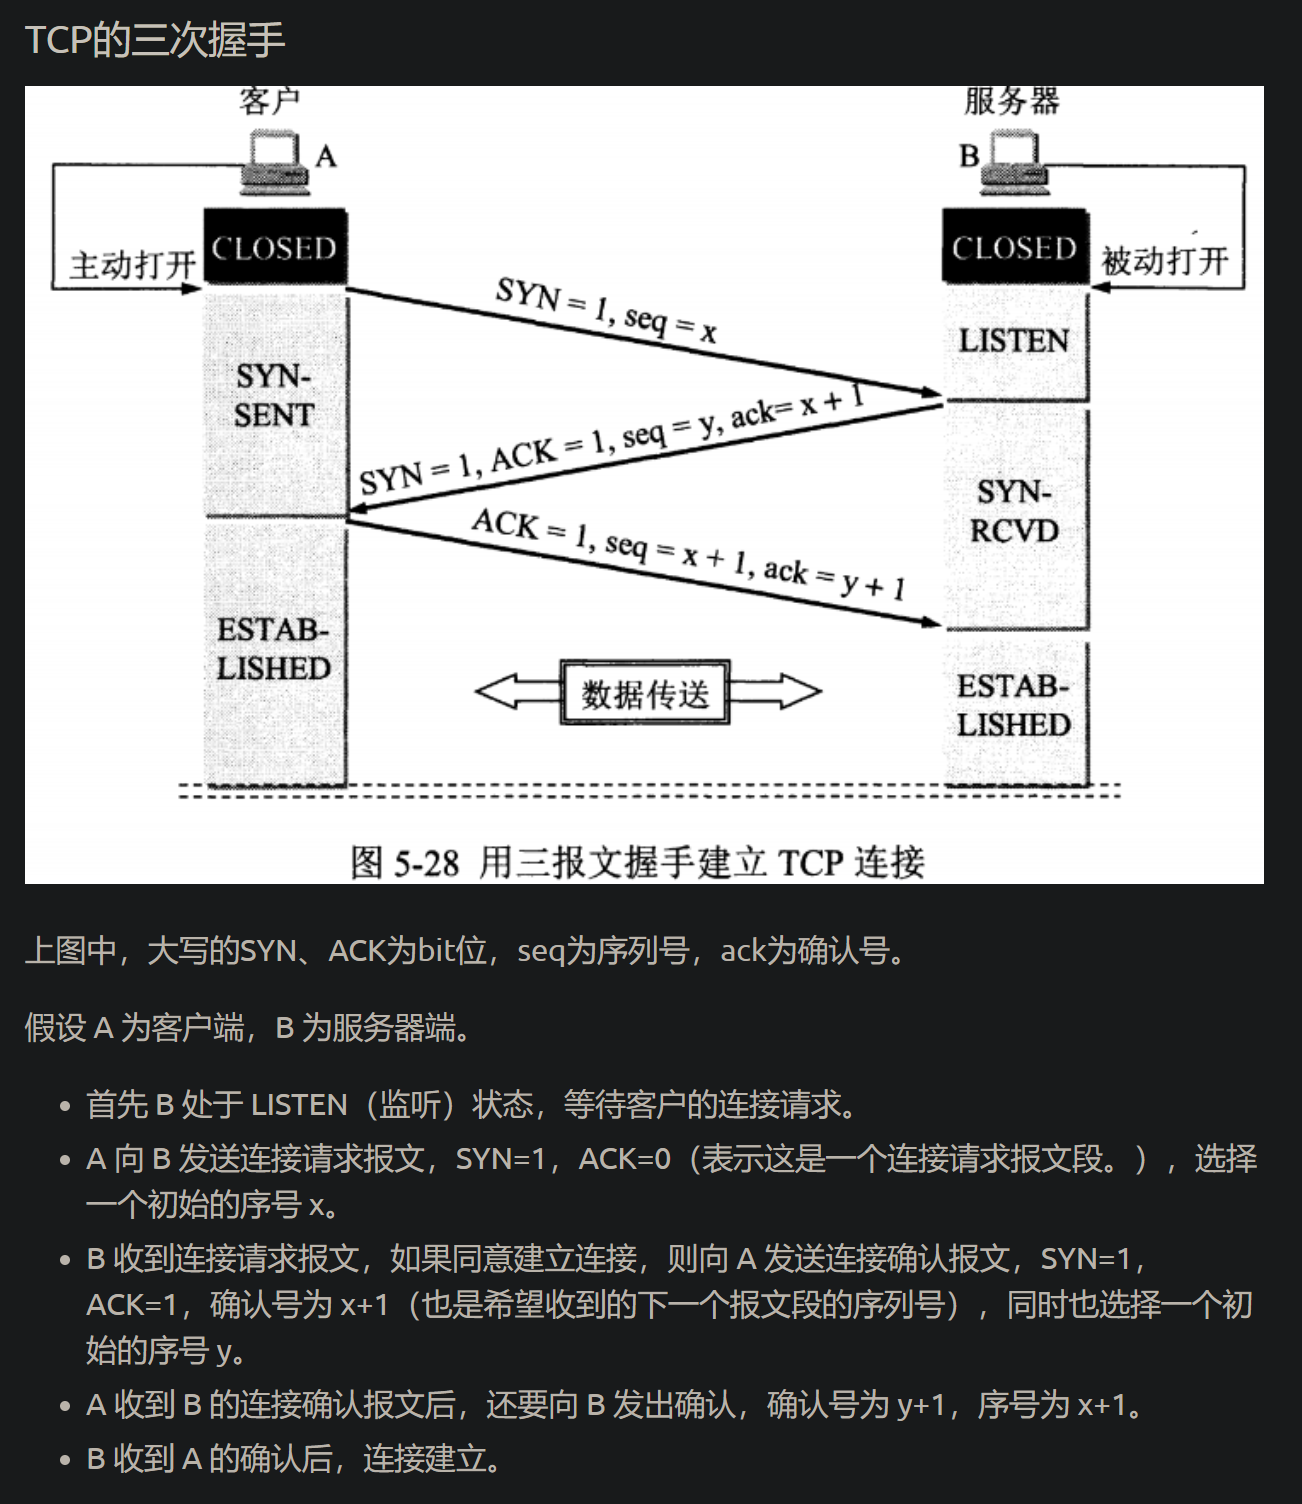 TCP的三次握手
客户
服务器
A
B
CLOSED
CLOSED
主动打开
被动打开
SYN = 1, seq = x
LISTEN
SYN-
SENT
SYN = 1, ACK = 1, seq = y, ack= x + 1
SYN-
RCVD
ACK = 1, seq = x + 1, ack = y + 1
ESTAB-
LISHED
数据传送
ESTAB-
LISHED
图 5-28 用三报文握手建立 TCP 连接
上图中，大写的SYN、ACK为bit位，seq为序列号，ack为确认号。
假设 A 为客户端，B 为服务器端。
• 首先 B 处于 LISTEN（监听）状态，等待客户的连接请求。
• A 向 B 发送连接请求报文，SYN=1，ACK=0（表示这是一个连接请求报文段。），选择
一个初始的序号 x。
• B 收到连接请求报文，如果同意建立连接，则向 A 发送连接确认报文，SYN=1，
ACK=1，确认号为 x+1（也是希望收到的下一个报文段的序列号），同时也选择一个初
始的序号 y。
• A 收到 B 的连接确认报文后，还要向 B 发出确认，确认号为 y+1，序号为 x+1。
• B 收到 A 的确认后，连接建立。